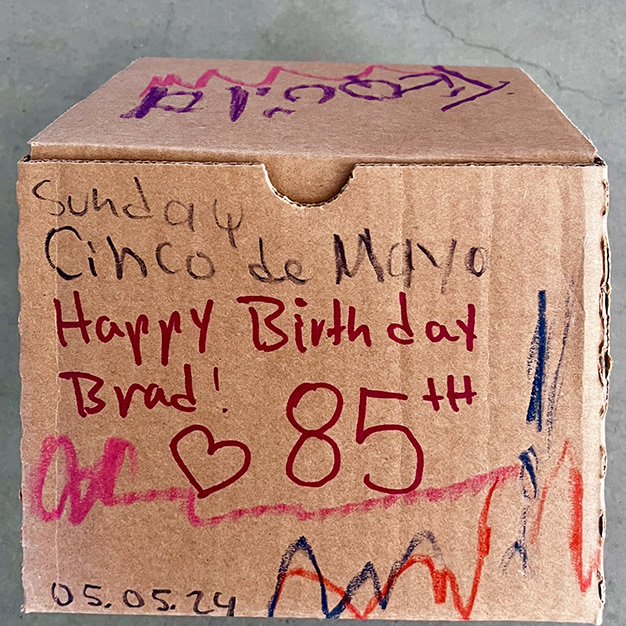 Sunday
Cinco de Mayo
Happy Birthday
Brad! 85tH
05.05.24